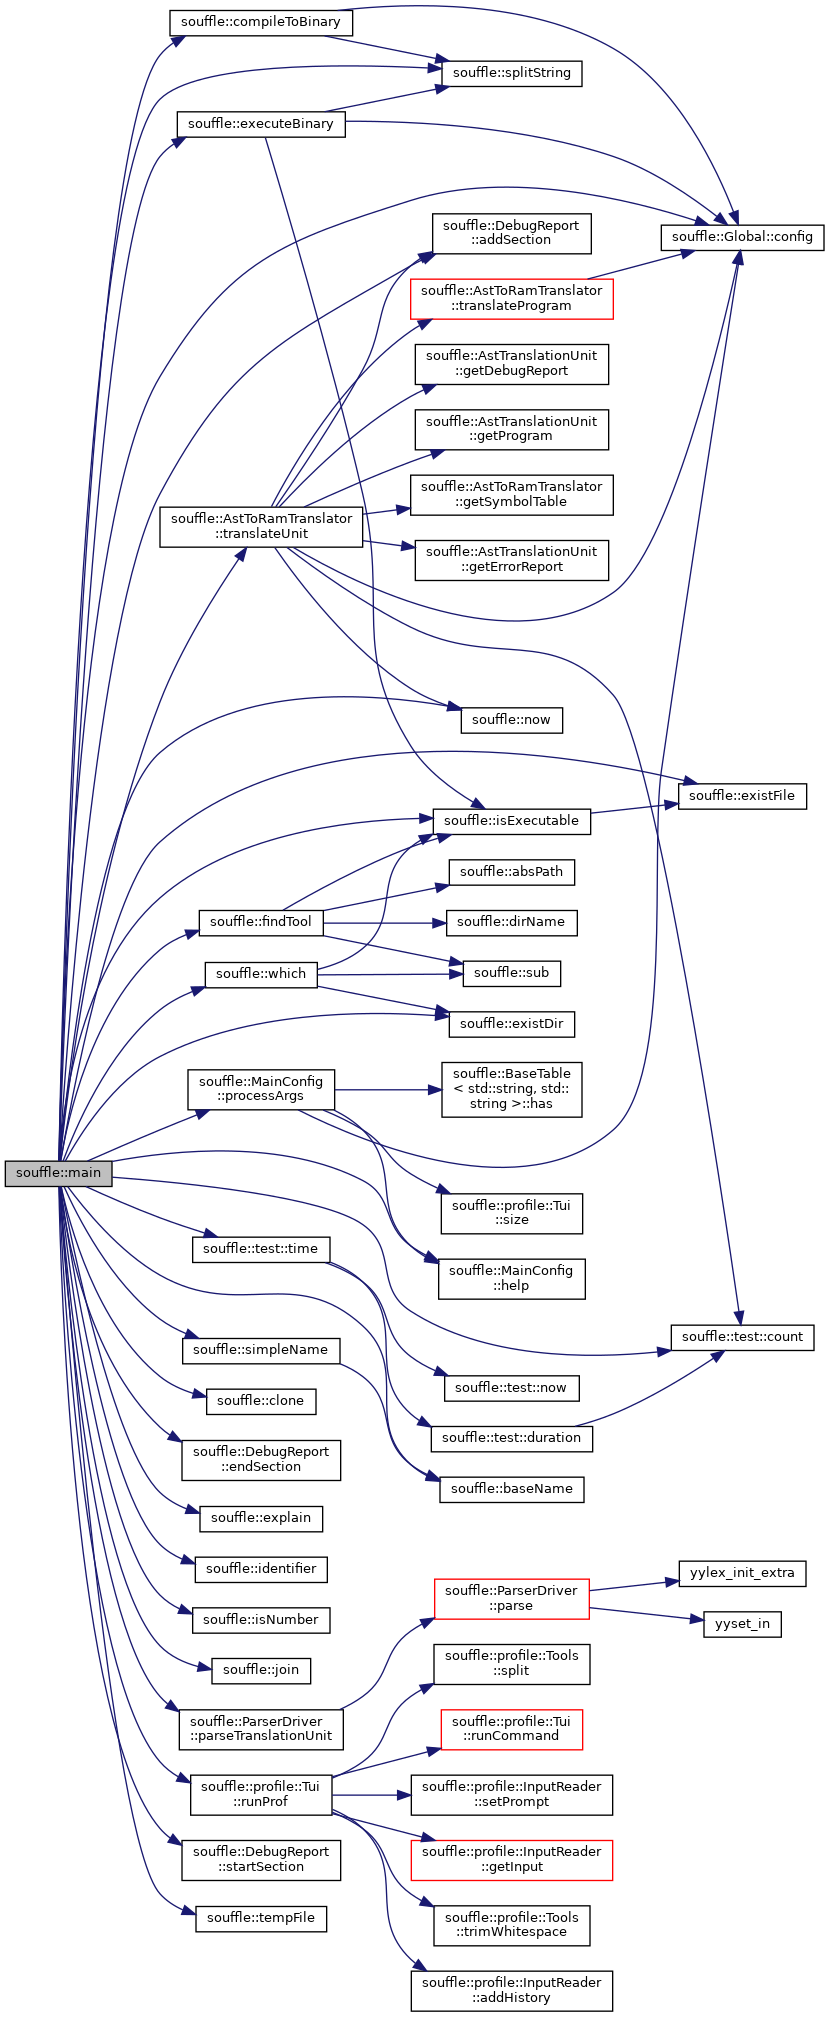 souffle::compileToBinary
souffle::splitString
souffle::executeBinary
souffle::DebugReport
::addSection
souffle::Global::config
souffle::AstToRamTranslator
::translateProgram
souffle::AstTranslationUnit
::getDebugReport
souffle::AstTranslationUnit
::getProgram
souffle::AstToRamTranslator
::getSymbolTable
souffle::AstToRamTranslator
::translateUnit
souffle::AstTranslationUnit
::getErrorReport
souffle::now
souffle::existFile
souffle::isExecutable
souffle::absPath
souffle::findTool
souffle::dirName
souffle::which
souffle::sub
souffle::existDir
souffle::MainConfig
::processArgs
souffle::BaseTable
< std::string, std::
string >::has
souffle::main
souffle::profile::Tui
::size
souffle::test::time
souffle::MainConfig
::help
souffle::test::count
souffle::simpleName
souffle::test::now
souffle::clone
souffle::test::duration
souffle::DebugReport
::endSection
souffle::baseName
souffle::explain
souffle::identifier
yylex_init_extra
souffle::ParserDriver
::parse
souffle::isNumber
yyset_in
souffle::join
souffle::profile::Tools
::split
souffle::ParserDriver
::parseTranslationUnit
souffle::profile::Tui
::runCommand
souffle::profile::Tui
::runProf
souffle::profile::InputReader
::setPrompt
souffle::DebugReport
::startSection
souffle::profile::InputReader
::getInput
souffle::tempFile
souffle::profile::Tools
::trimWhitespace
souffle::profile::InputReader
::addHistory